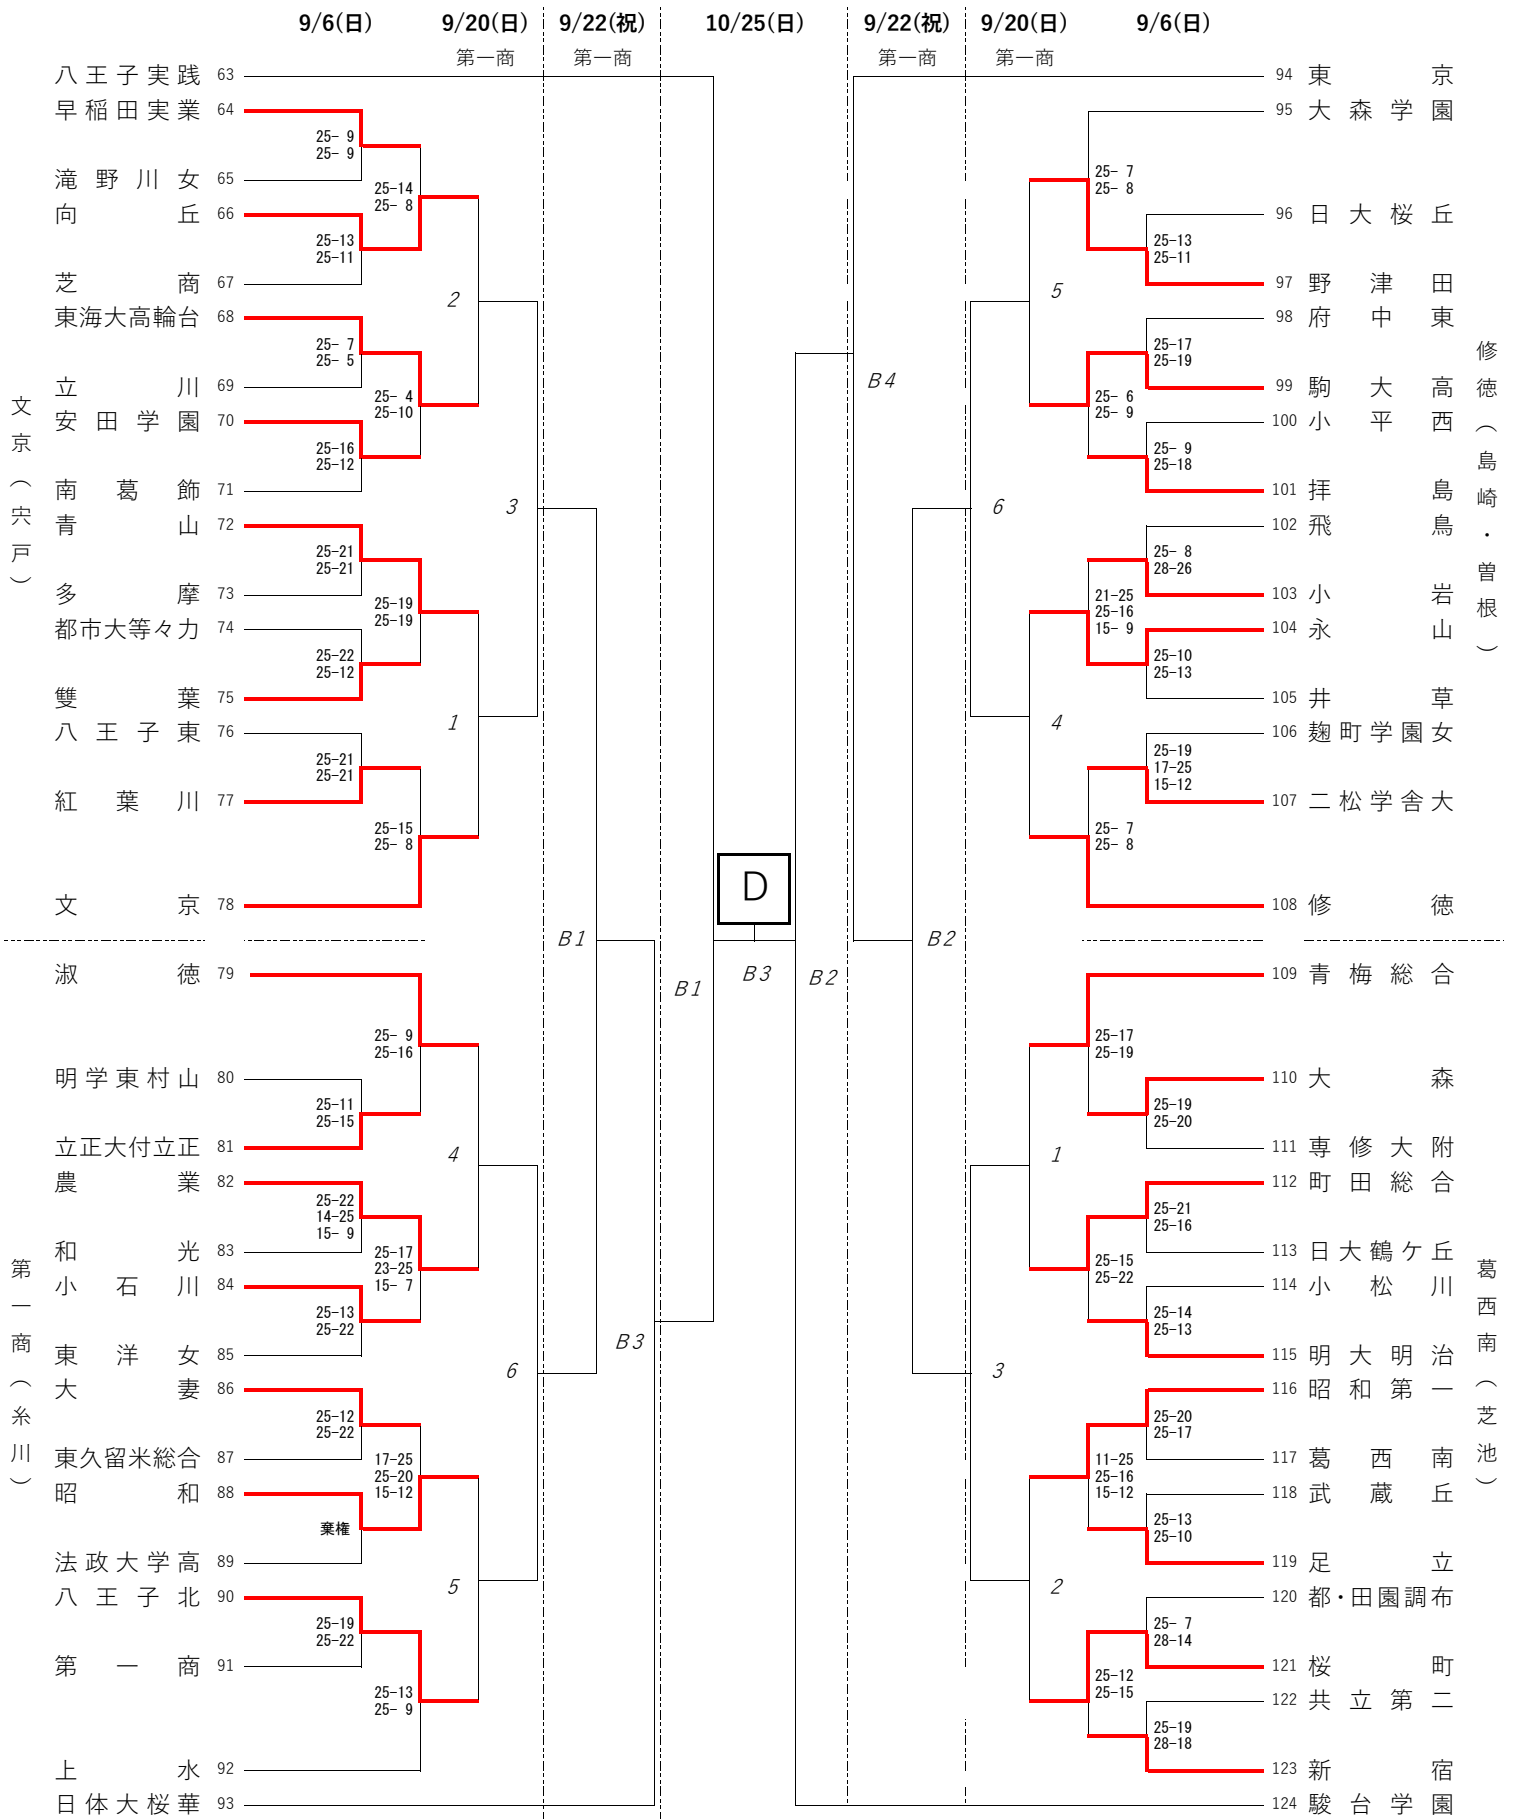 9/6(日) 9/20(日) 9/22(祝) 10/25(日) 9/22(祝) 9/20(日) 9/6(日)
第一商 第一商 第一商 第一商
八王子実践 63
早稲田実業 64
25- 9
25- 9
滝野川女 65
25-14
25- 8
向丘 66
25-13
25-11
芝商 67
2
東海大高輪台 68
25- 7
25- 5
立川 69
25- 4
25-10
安田学園 70
25-16
25-12
南葛飾 71
3
青山 72
25-21
25-21
多摩 73
25-19
25-19
都市大等々力 74
25-22
25-12
雙葉 75
1
八王子東 76
25-21
25-21
紅葉川 77
25-15
25- 8
文京 78
文京(宍戸)
B1
淑徳 79
25- 9
25-16
明学東村山 80
25-11
25-15
立正大付立正 81
4
農業 82
25-22
14-25
15- 9
和光 83
25-17
23-25
15- 7
小石川 84
25-13
25-22
東洋女 85
6
大妻 86
25-12
25-22
東久留米総合 87
17-25
25-20
15-12
昭和 88
棄権
法政大学高 89
5
八王子北 90
25-19
25-22
第一商 91
25-13
25- 9
上水 92
日体大桜華 93
第一商(糸川)
B3
B1
D
B3
B2
B4
B2
94 東京
95 大森学園
25- 7
25- 8
96 日大桜丘
25-13
25-11
97 野津田
5
98 府中東
25-17
25-19
99 駒大高
25- 6
25- 9
100 小平西
25- 9
25-18
101 拝島
6
102 飛鳥
25- 8
28-26
103 小岩
21-25
25-16
15- 9
104 永山
25-10
25-13
105 井草
4
106 麹町学園女
25-19
17-25
15-12
107 二松学舎大
25- 7
25- 8
108 修徳
修徳(島崎・曽根)
109 青梅総合
25-17
25-19
110 大森
25-19
25-20
111 専修大附
1
112 町田総合
25-21
25-16
113 日大鶴ケ丘
25-15
25-22
114 小松川
25-14
25-13
115 明大明治
3
116 昭和第一
25-20
25-17
117 葛西南
11-25
25-16
15-12
118 武蔵丘
25-13
25-10
119 足立
2
120 都・田園調布
25- 7
28-14
121 桜町
25-12
25-15
122 共立第二
25-19
28-18
123 新宿
124 駿台学園
葛西南(芝池)